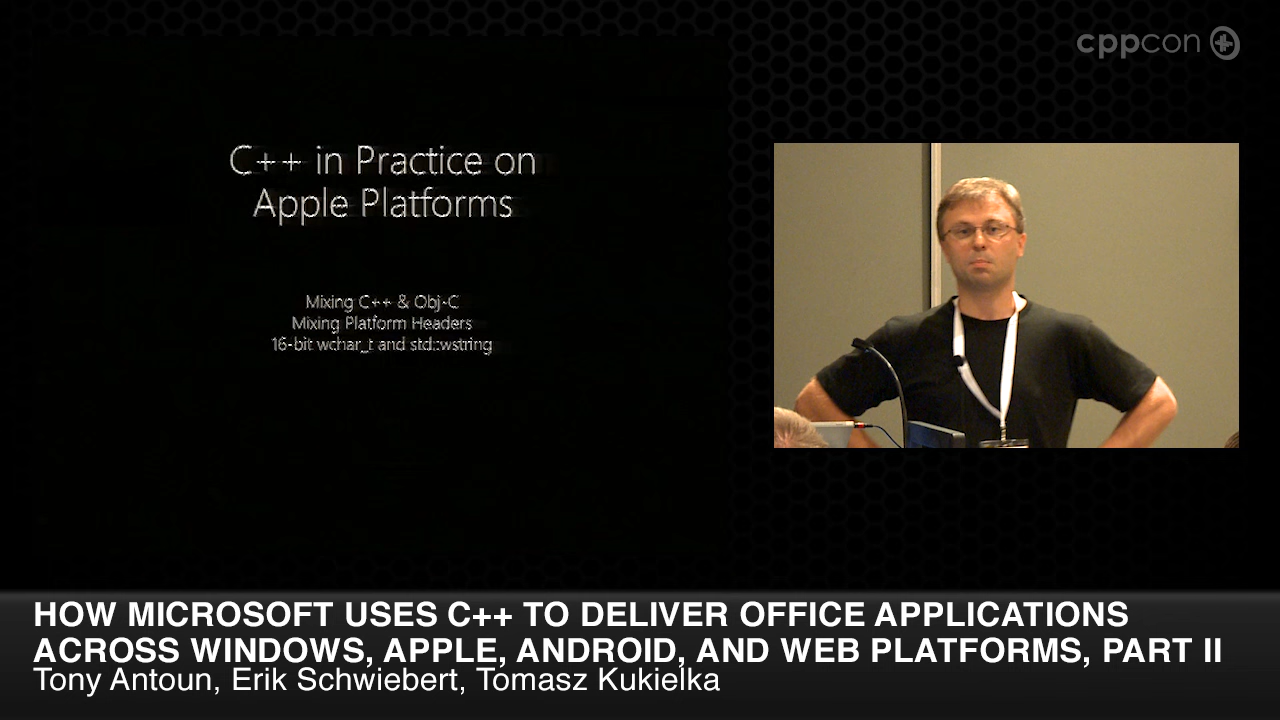 cppcon
C++ in Practice on
Apple Platforms
Mixing C++ & Obj-C
Mixing Platform Headers
16-bit wchar_t and std::wstring
HOW MICROSOFT USES C++ TO DELIVER OFFICE APPLICATIONS
ACROSS WINDOWS, APPLE, ANDROID, AND WEB PLATFORMS, PART II
Tony Antoun, Erik Schwiebert, Tomasz Kukielka